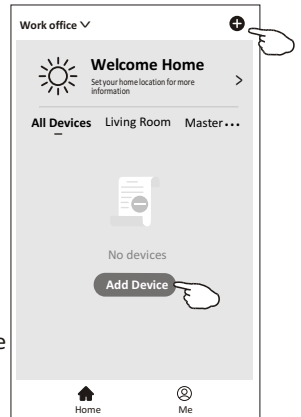 Work office
Welcome Home
Set your home location for more
information
All Devices Living Room Master...
No devices
Add Device
e
Home Me